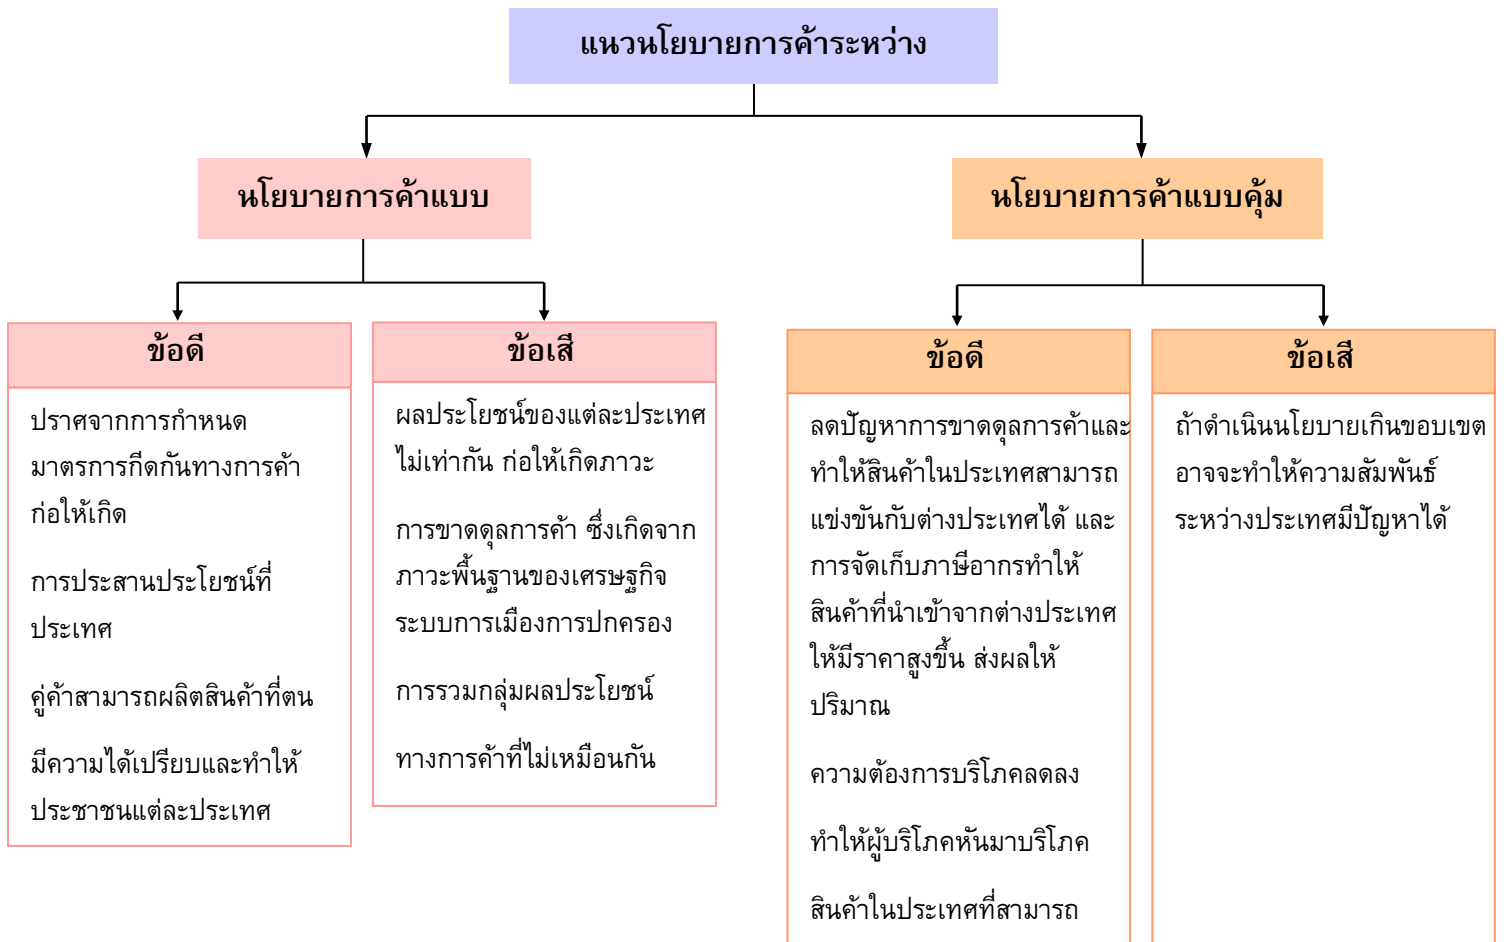 แนวนโยบายการค้าระหว่าง
นโยบายการค้าแบบ
นโยบายการค้าแบบคุ้ม
ข้อดี
ปราศจากการกำหนด
มาตรการกีดกันทางการค้า
ก่อให้เกิด
การประสานประโยชน์ที่
ประเทศ
คู่ค้าสามารถผลิตสินค้าที่ตน
มีความได้เปรียบและทำให้
ประชาชนแต่ละประเทศ
ข้อเสี
ผลประโยชน์ของแต่ละประเทศ
ไม่เท่ากัน ก่อให้เกิดภาวะ
การขาดดุลการค้า ซึ่งเกิดจาก
ภาวะพื้นฐานของเศรษฐกิจ
ระบบการเมืองการปกครอง
การรวมกลุ่มผลประโยชน์
ทางการค้าที่ไม่เหมือนกัน
ข้อดี
ลดปัญหาการขาดดุลการค้าและ
ทำให้สินค้าในประเทศสามารถ
แข่งขันกับต่างประเทศได้ และ
การจัดเก็บภาษีอากรทำให้
สินค้าที่นำเข้าจากต่างประเทศ
ให้มีราคาสูงขึ้น ส่งผลให้
ปริมาณ
ความต้องการบริโภคลดลง
ทำให้ผู้บริโภคหันมาบริโภค
สินค้าในประเทศที่สามารถ
ข้อเสี
ถ้าดำเนินนโยบายเกินขอบเขต
อาจจะทำให้ความสัมพันธ์
ระหว่างประเทศมีปัญหาได้